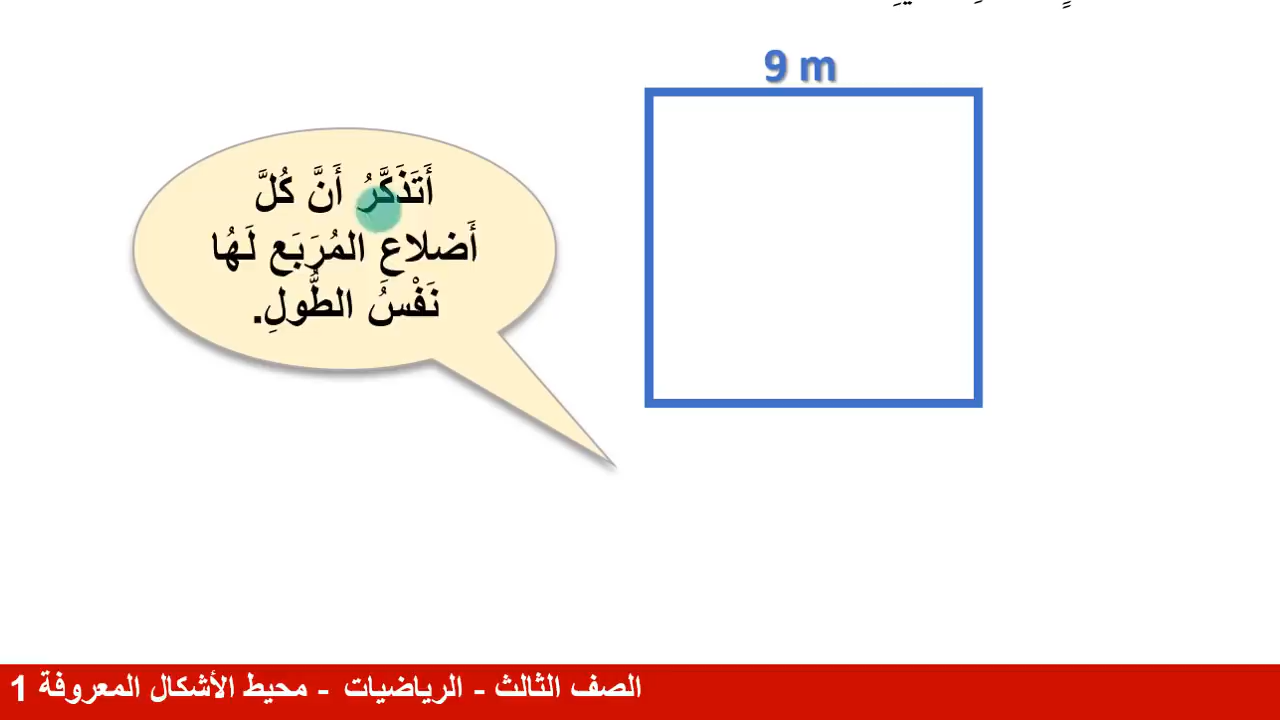 9 m
أَتَذَكَّرُ أَنَّ كُلَّ
أَضلاع المُرَبَع لَهُا
نَفْسُ الطُّولِ.
الصف الثالث - الرياضيات - محيط الأشكال المعروفة 1